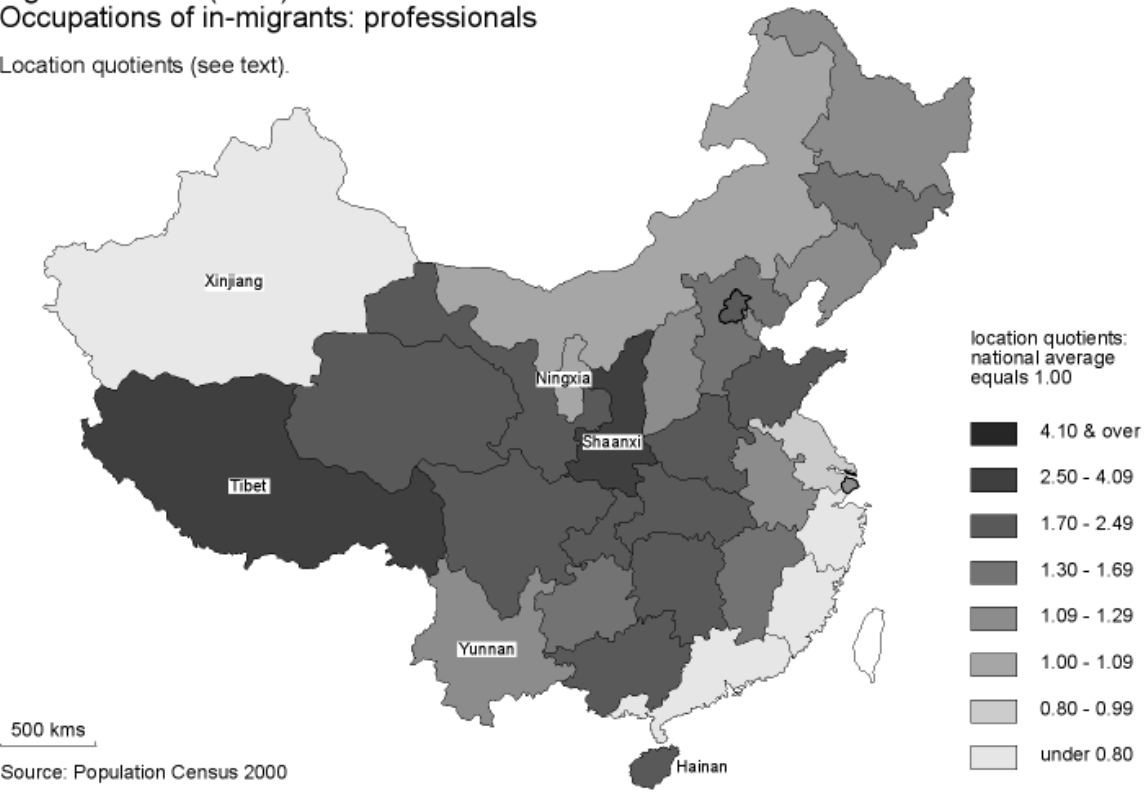 Occupations of in-migrants: professionals
Location quotients (see text).
Xinjiang
Ningxia
Shaanxi
Tibet
Yunnan
Hainan
location quotients:
national average
equals 1.00
4.10 & over
2.50 - 4.09
1.70 - 2.49
1.30 - 1.69
1.09 - 1.29
1.00 - 1.09
0.80 - 0.99
under 0.80
500 kms
Source: Population Census 2000